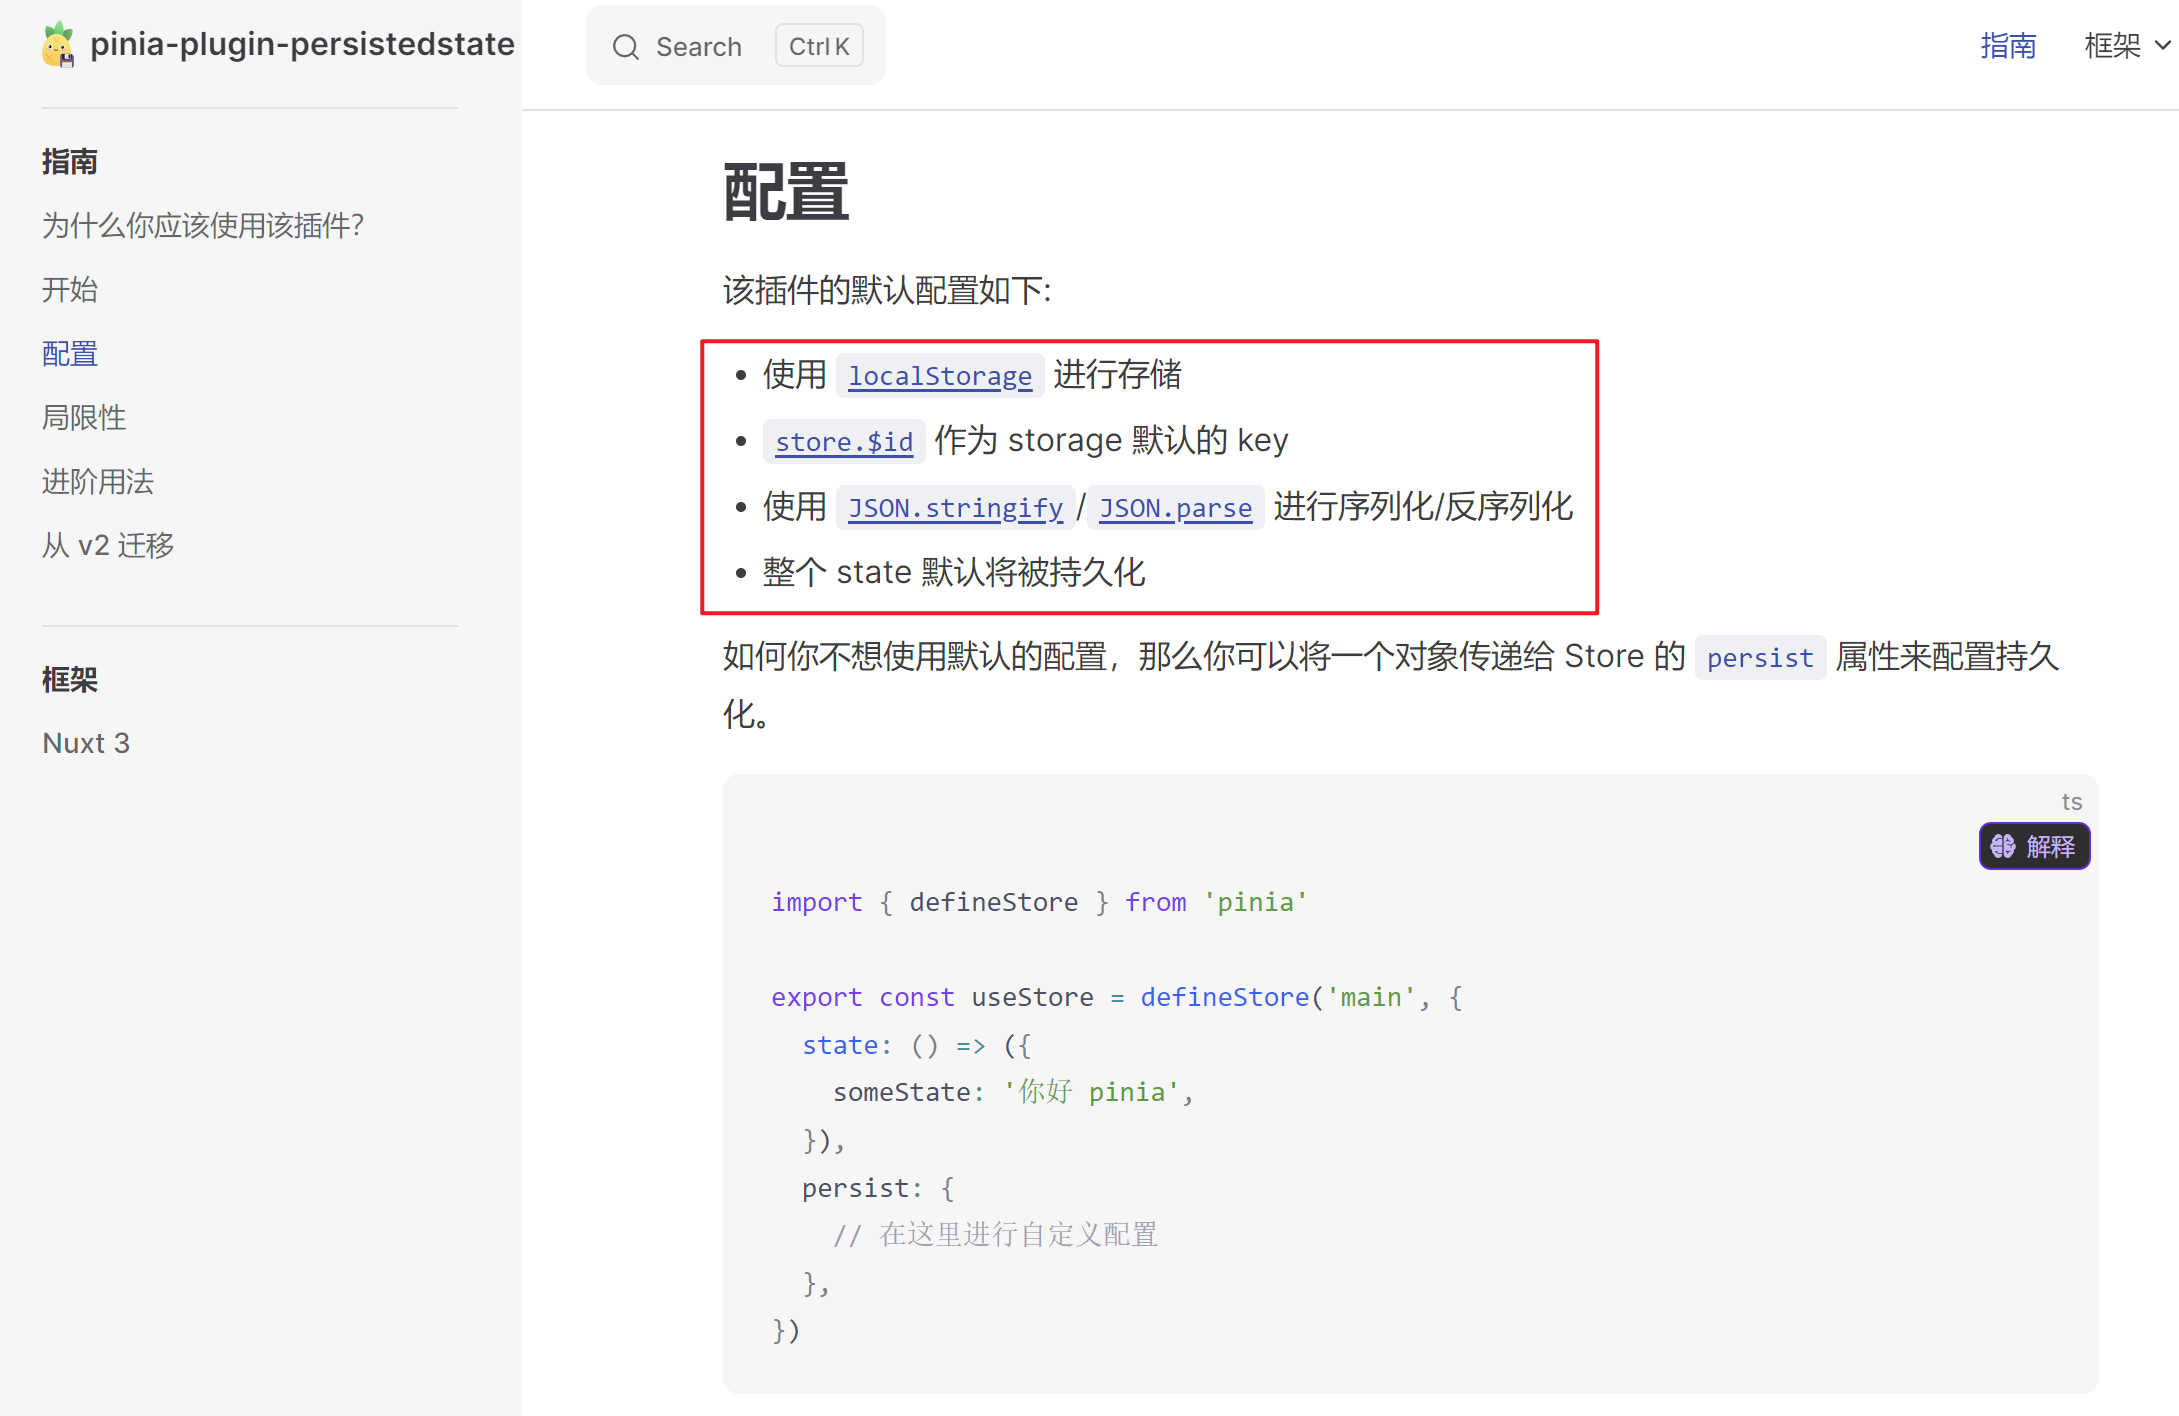 pinia-plugin-persistedstate
Search
Ctrl K
指南
框架
指南
为什么你应该使用该插件？
开始
配置
局限性
进阶用法
从 v2 迁移
框架
Nuxt 3
配置
该插件的默认配置如下:
使用 localStorage 进行存储
store.$id 作为 storage 默认的 key
使用 JSON.stringify/JSON.parse 进行序列化/反序列化
整个 state 默认将被持久化
如何你不想使用默认的配置，那么你可以将一个对象传递给 Store 的 persist 属性来配置持久
化。
ts
解释
import { defineStore } from 'pinia'
export const useStore = defineStore('main', {
  state: () => ({
    someState: '你好 pinia',
  }),
  persist: {
    // 在这里进行自定义配置
  },
})